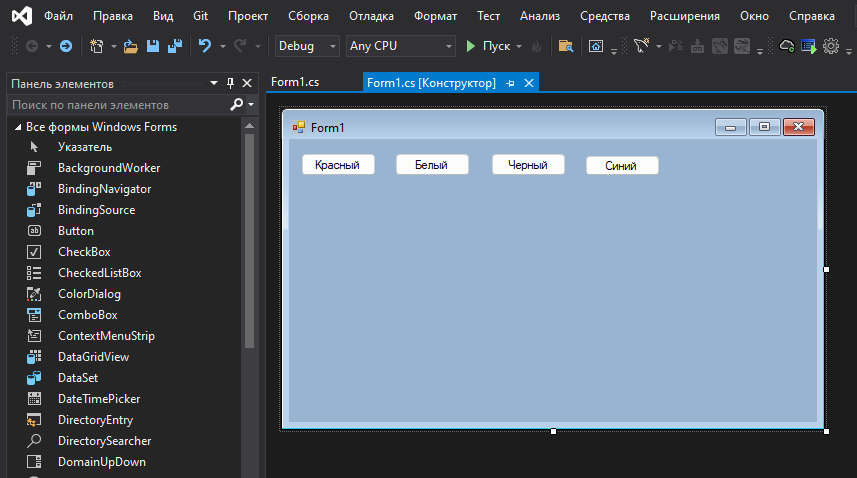 Файл Правка Вид Git Проект Сборка Отладка Формат Тест Анализ Средства Расширения Окно Справка
Debug Any CPU Пуск
Панель элементов
Form1.cs Form1.cs [Конструктор]
Поиск по панели элементов
Все формы Windows Forms
Указатель
BackgroundWorker
BindingNavigator
BindingSource
Button
CheckBox
CheckedListBox
ColorDialog
ComboBox
ContextMenuStrip
DataGridView
DataSet
DateTimePicker
DirectoryEntry
DirectorySearcher
DomainUpDown
Form1
Красный Белый Черный Синий